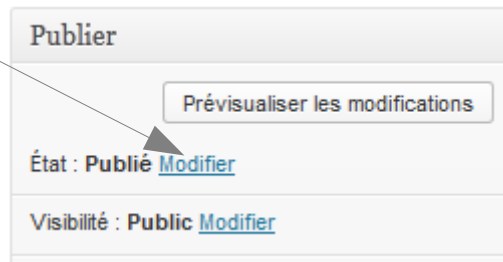 Publier
Prévisualiser les modifications
État : Publié Modifier
Visibilité : Public Modifier